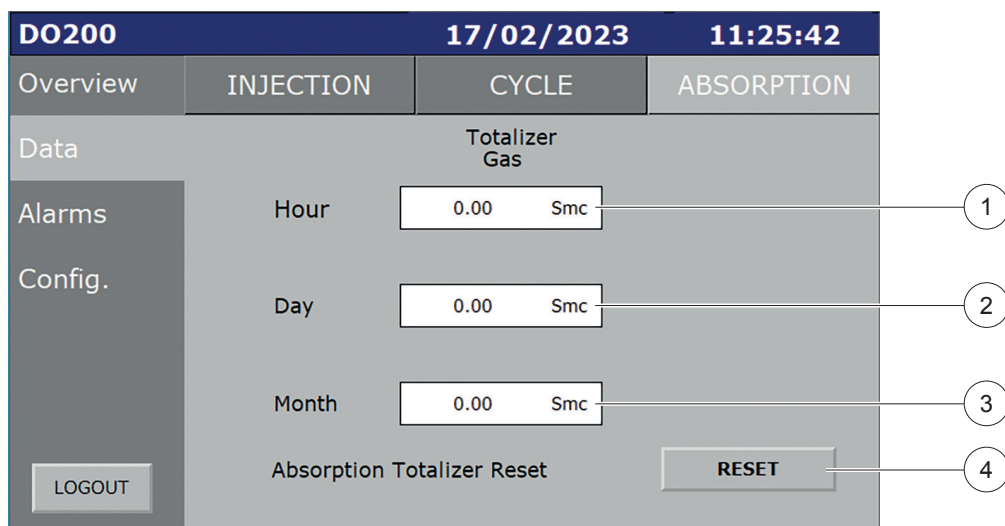 DO200 17/02/2023 11:25:42
Overview INJECTION CYCLE ABSORPTION
Data
Totalizer
Gas
Alarms
Hour 0.00 Smc 1
Config.
Day 0.00 Smc 2
Month 0.00 Smc 3
Absorption Totalizer Reset RESET 4
LOGOUT